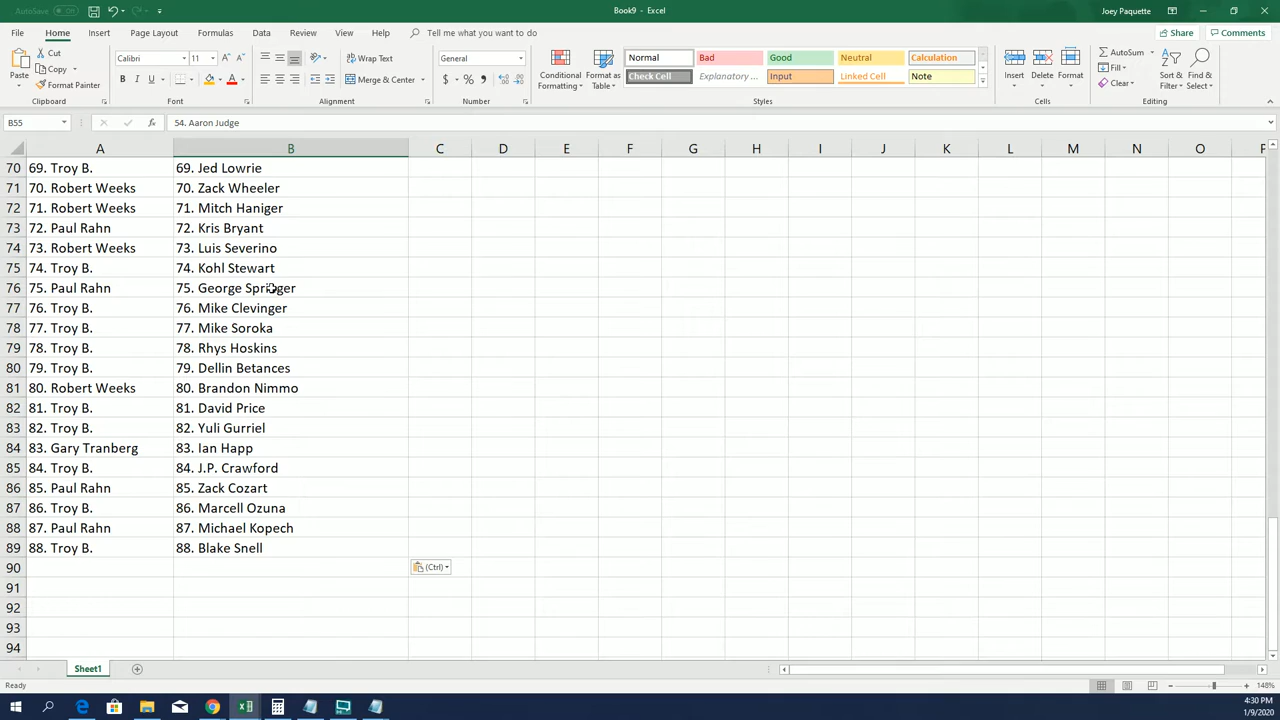 AutoSave Off
Book9 - Excel
Joey Paquette
File Home Insert Page Layout Formulas Data Review View Help Tell me what you want to do
Share Comments
Paste
Cut
Copy
Format Painter
Clipboard
Calibri 11
B I U
Font
Wrap Text
Merge & Center
Alignment
General
$ % ,
Number
Conditional Formatting
Format as Table
Normal Bad Good Neutral Calculation
Check Cell Explanatory ... Input Linked Cell Note
Styles
Insert Delete Format
Cells
AutoSum
Fill
Clear
Sort & Filter
Find & Select
Editing
B55 fx 54. Aaron Judge
A B C D E F G H I J K L M N O P
70 69. Troy B. 69. Jed Lowrie
71 70. Robert Weeks 70. Zack Wheeler
72 71. Robert Weeks 71. Mitch Haniger
73 72. Paul Rahn 72. Kris Bryant
74 73. Robert Weeks 73. Luis Severino
75 74. Troy B. 74. Kohl Stewart
76 75. Paul Rahn 75. George Springer
77 76. Troy B. 76. Mike Clevinger
78 77. Troy B. 77. Mike Soroka
79 78. Troy B. 78. Rhys Hoskins
80 79. Troy B. 79. Dellin Betances
81 80. Robert Weeks 80. Brandon Nimmo
82 81. Troy B. 81. David Price
83 82. Troy B. 82. Yuli Gurriel
84 83. Gary Tranberg 83. Ian Happ
85 84. Troy B. 84. J.P. Crawford
86 85. Paul Rahn 85. Zack Cozart
87 86. Troy B. 86. Marcell Ozuna
88 87. Paul Rahn 87. Michael Kopech
89 88. Troy B. 88. Blake Snell
90 (Ctrl)
91
92
93
94
Sheet1
Ready
148%
4:30 PM
1/9/2020